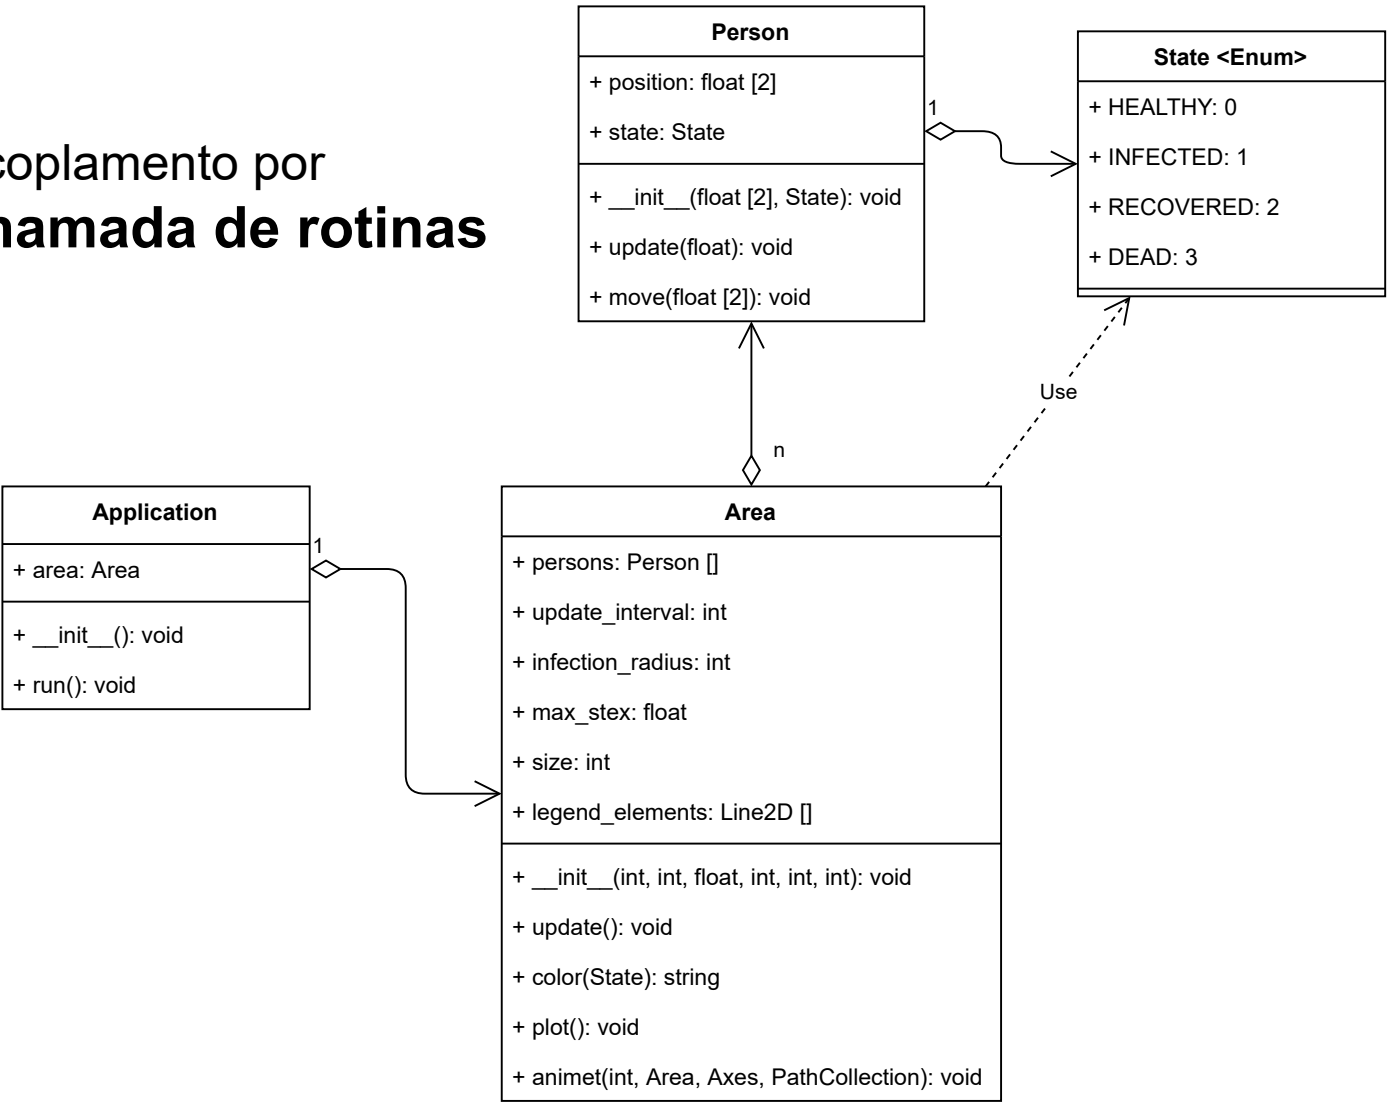 coplamento por
hamada de rotinas
Person
+ position: float [2]
+ state: State
+ __init__(float [2], State): void
+ update(float): void
+ move(float [2]): void
1
State <Enum>
+ HEALTHY: 0
+ INFECTED: 1
+ RECOVERED: 2
+ DEAD: 3
Use
n
Application
+ area: Area
+ __init__(): void
+ run(): void
1
Area
+ persons: Person []
+ update_interval: int
+ infection_radius: int
+ max_stex: float
+ size: int
+ legend_elements: Line2D []
+ __init__(int, int, float, int, int, int): void
+ update(): void
+ color(State): string
+ plot(): void
+ animet(int, Area, Axes, PathCollection): void